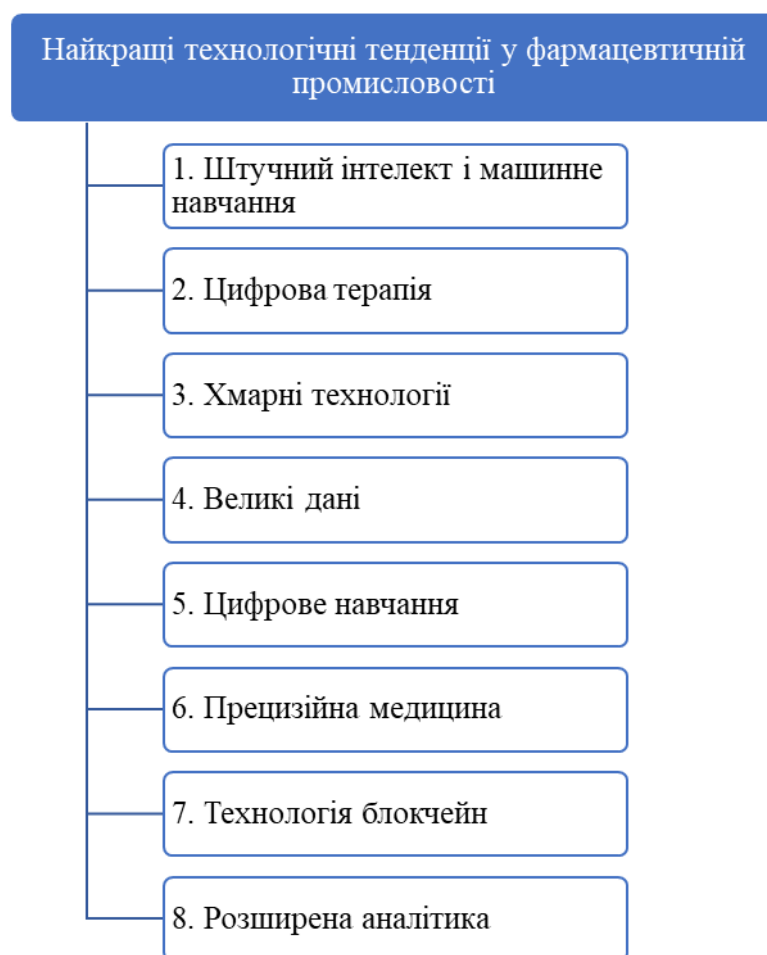 Найкращі технологічні тенденції у фармацевтичній
промисловості
1. Штучний інтелект і машинне
навчання
2. Цифрова терапія
3. Хмарні технології
4. Великі дані
5. Цифрове навчання
6. Прецизійна медицина
7. Технологія блокчейн
8. Розширена аналітика